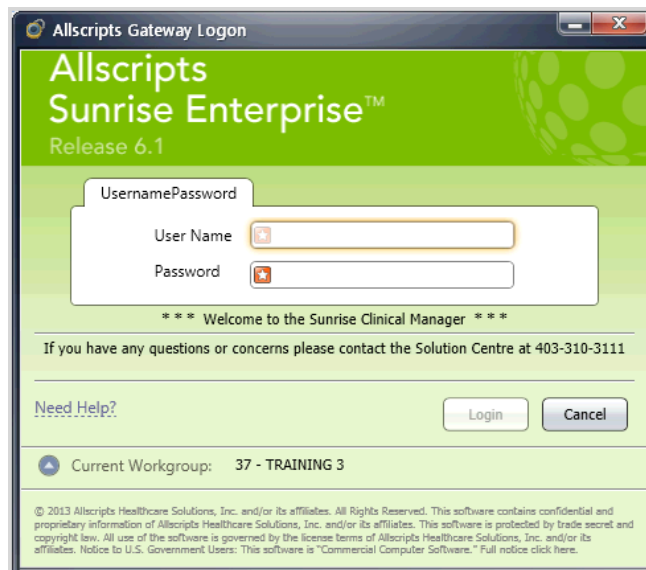 Allscripts Gateway Logon
Allscripts
Sunrise Enterprise™
Release 6.1
UsernamePassword
User Name
Password
* * * Welcome to the Sunrise Clinical Manager * * *
If you have any questions or concerns please contact the Solution Centre at 403-310-3111
Need Help?
Login
Cancel
Current Workgroup: 37 - TRAINING 3
© 2013 Allscripts Healthcare Solutions, Inc. and/or its affiliates. All Rights Reserved. This software contains confidential and
proprietary information of Allscripts Healthcare Solutions, Inc. and/or its affiliates. This software is protected by trade secret and
copyright law. All use of the software is governed by the license terms of Allscripts Healthcare Solutions, Inc. and/or its
affiliates. Notice to U.S. Government Users: This software is "Commercial Computer Software." Full notice click here.